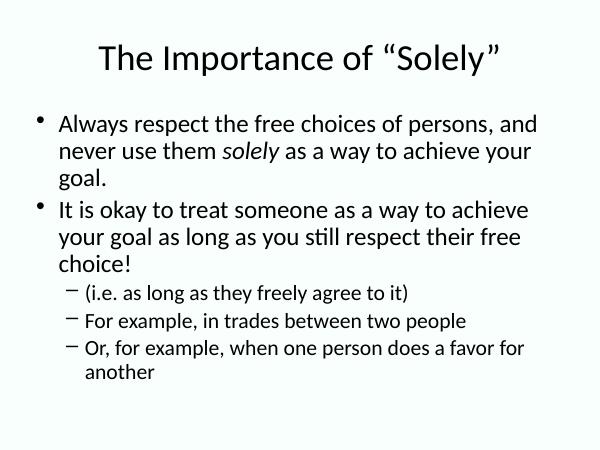 The Importance of “Solely”
• Always respect the free choices of persons, and
never use them solely as a way to achieve your
goal.
• It is okay to treat someone as a way to achieve
your goal as long as you still respect their free
choice!
– (i.e. as long as they freely agree to it)
– For example, in trades between two people
– Or, for example, when one person does a favor for
another